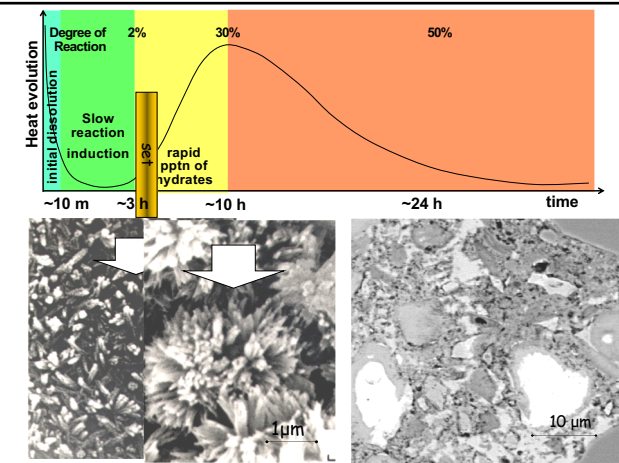 Degree of
Reaction
2%
30%
50%
Heat evolution
initial dissolution
Slow
reaction
induction
set
rapid
pptn of
hydrates
~10 m
~3 h
~10 h
~24 h
time
1μm
10 μm